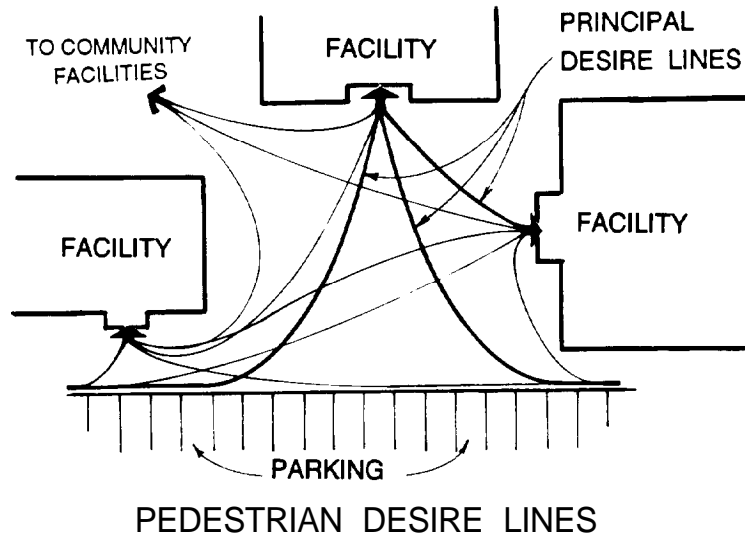 TO COMMUNITY
FACILITIES
FACILITY
PRINCIPAL
DESIRE LINES
FACILITY
FACILITY
PARKING
PEDESTRIAN DESIRE LINES